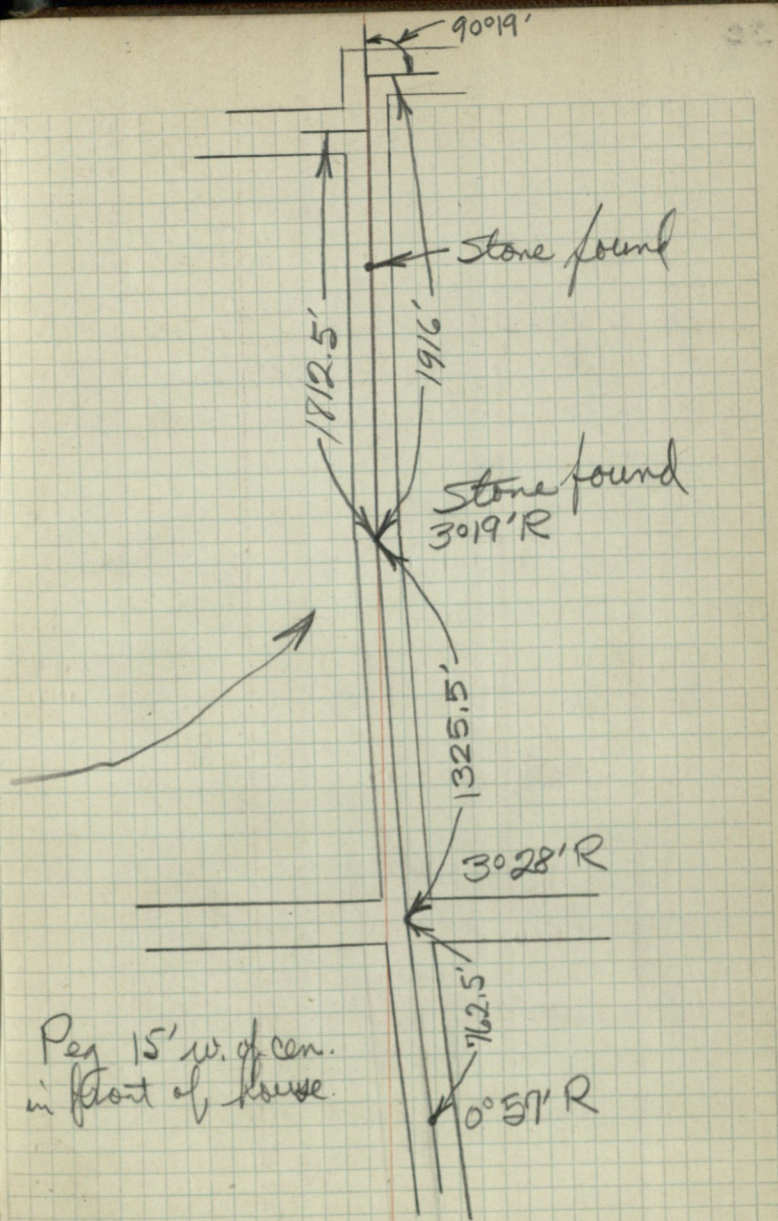 90°19'
Stone found
1812.5'
1916'
Stone found
3°19'R
1325.5'
3°28'R
762.5'
Peg 15' w. of cen.
in front of house.
0°57'R